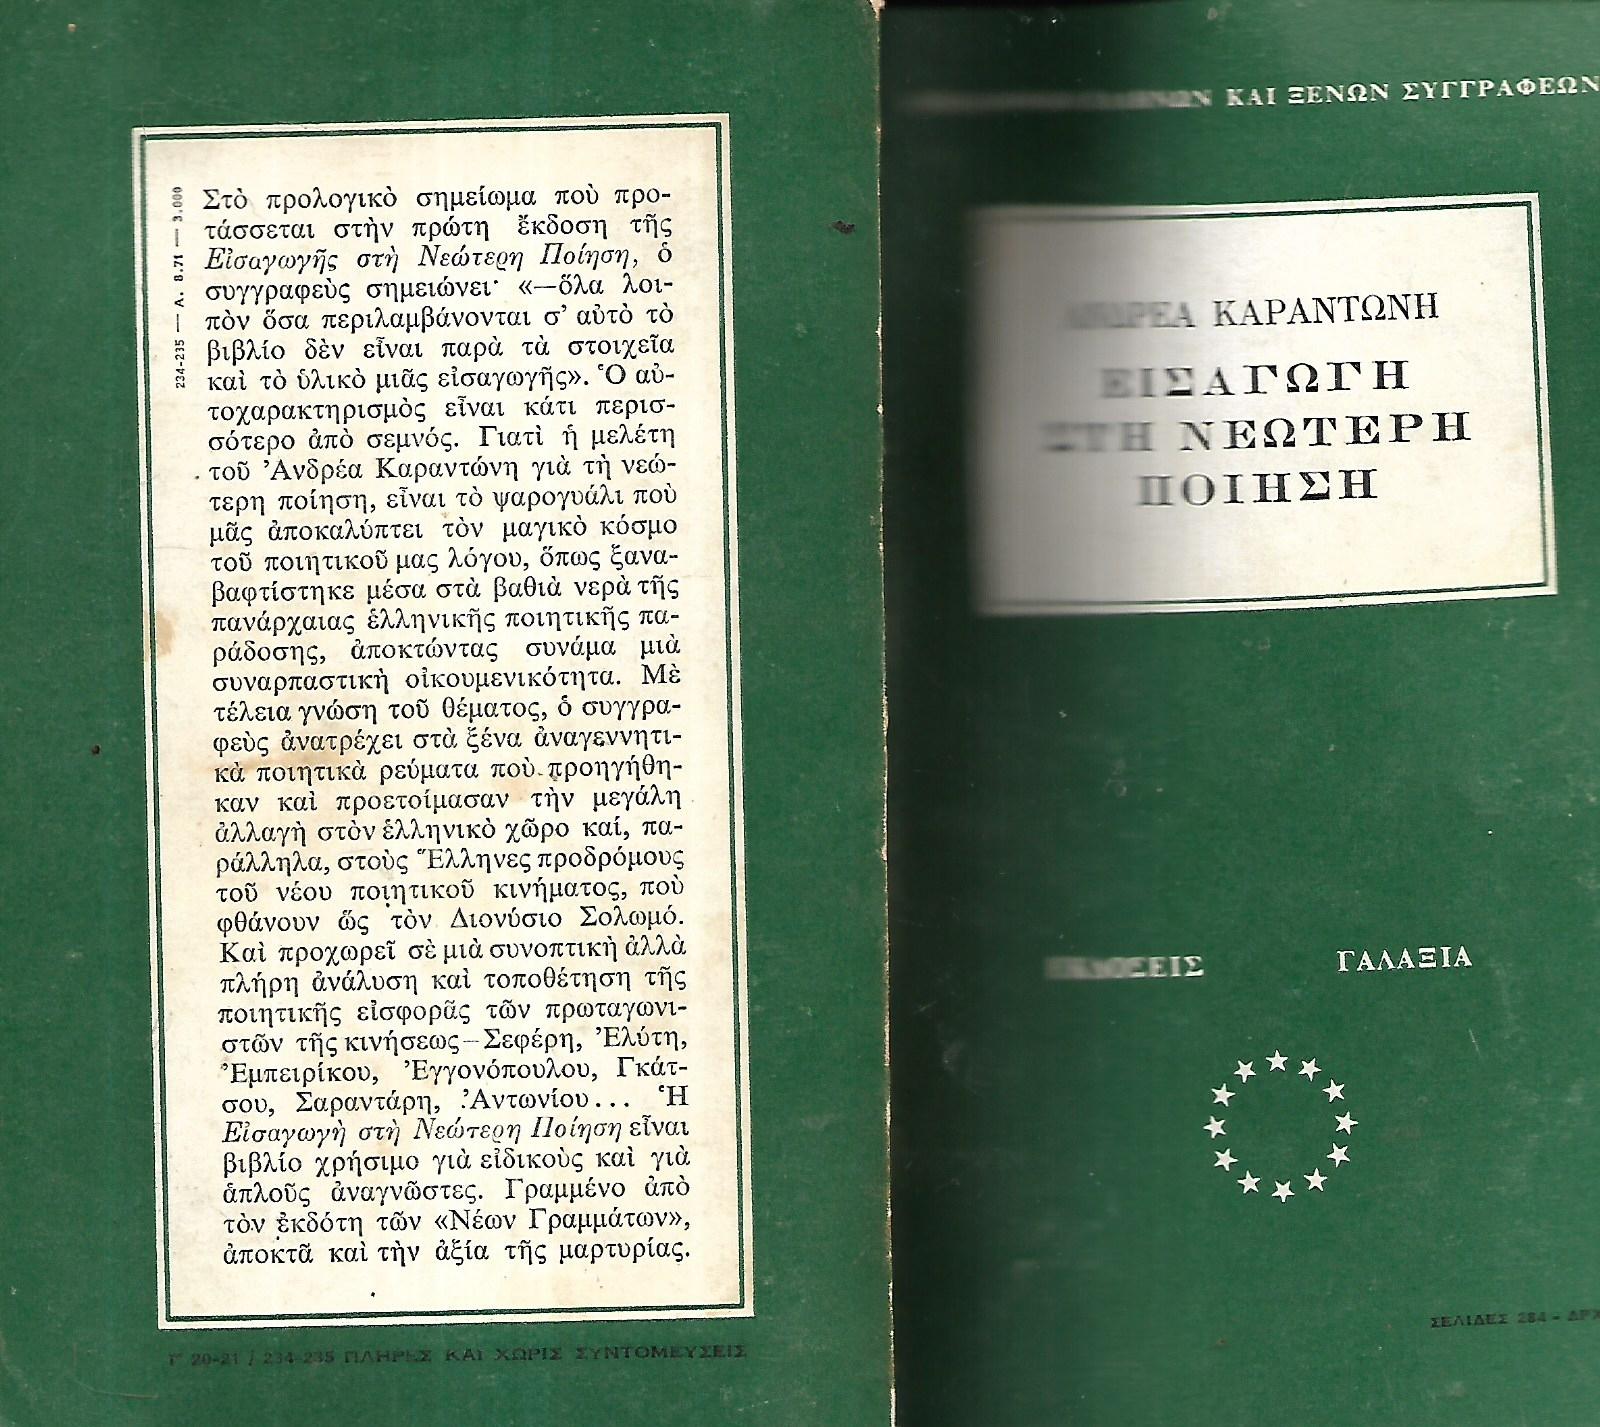 234-235 — Α. 8.71 — 3.000
Στὸ προλογικὸ σημείωμα ποὺ προ-
τάσσεται στὴν πρώτη ἔκδοση τῆς
Εἰσαγωγῆς στὴ Νεώτερη Ποίηση, ὁ
συγγραφεὺς σημειώνει· «—ὅλα λοι-
πὸν ὅσα περιλαμβάνονται σ’ αὐτὸ τὸ
βιβλίο δὲν εἶναι παρὰ τὰ στοιχεῖα
καὶ τὸ ὑλικὸ μιᾶς εἰσαγωγῆς». Ὁ αὐ-
τοχαρακτηρισμὸς εἶναι κάτι περισ-
σότερο ἀπὸ σεμνός. Γιατὶ ἡ μελέτη
τοῦ Ἀνδρέα Καραντώνη γιὰ τὴ νεώ-
τερη ποίηση, εἶναι τὸ ψαρογυάλι ποὺ
μᾶς ἀποκαλύπτει τὸν μαγικὸ κόσμο
τοῦ ποιητικοῦ μας λόγου, ὅπως ξανα-
βαφτίστηκε μέσα στὰ βαθιὰ νερὰ τῆς
πανάρχαιας ἑλληνικῆς ποιητικῆς πα-
ράδοσης, ἀποκτώντας συνάμα μιὰ
συναρπαστικὴ οἰκουμενικότητα. Μὲ
τέλεια γνώση τοῦ θέματος, ὁ συγγρα-
φεὺς ἀνατρέχει στὰ ξένα ἀναγεννητι-
κὰ ποιητικὰ ρεύματα ποὺ προηγήθη-
καν καὶ προετοίμασαν τὴν μεγάλη
ἀλλαγὴ στὸν ἑλληνικὸ χῶρο καί, πα-
ράλληλα, στοὺς Ἕλληνες προδρόμους
τοῦ νέου ποιητικοῦ κινήματος, ποὺ
φθάνουν ὣς τὸν Διονύσιο Σολωμό.
Καὶ προχωρεῖ σὲ μιὰ συνοπτικὴ ἀλλὰ
πλήρη ἀνάλυση καὶ τοποθέτηση τῆς
ποιητικῆς εἰσφορᾶς τῶν πρωταγωνι-
στῶν τῆς κινήσεως—Σεφέρη, Ἐλύτη,
Ἐμπειρίκου, Ἐγγονόπουλου, Γκάτ-
σου, Σαραντάρη, Ἀντωνίου... Ἡ
Εἰσαγωγὴ στὴ Νεώτερη Ποίηση εἶναι
βιβλίο χρήσιμο γιὰ εἰδικοὺς καὶ γιὰ
ἁπλοῦς ἀναγνῶστες. Γραμμένο ἀπὸ
τὸν ἐκδότη τῶν «Νέων Γραμμάτων»,
ἀποκτᾶ καὶ τὴν ἀξία τῆς μαρτυρίας.
Γ 20-21 / 234-235 ΠΛΗΡΕΣ ΚΑΙ ΧΩΡΙΣ ΣΥΝΤΟΜΕΥΣΕΙΣ
ΚΑΙ ΞΕΝΩΝ ΣΥΓΓΡΑΦΕΩΝ
ΑΝΔΡΕΑ ΚΑΡΑΝΤΩΝΗ
ΕΙΣΑΓΩΓΗ
ΣΤΗ ΝΕΩΤΕΡΗ
ΠΟΙΗΣΗ
ΕΚΔΟΣΕΙΣ ΓΑΛΑΞΙΑ
ΣΕΛΙΔΕΣ 284 - ΔΡΧ